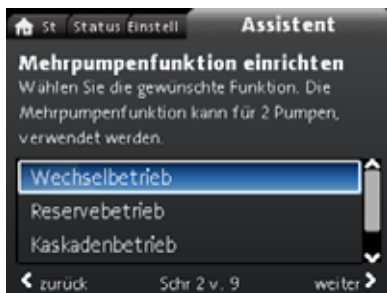 St Status Einstell Assistent
Mehrpumpenfunktion einrichten
Wählen Sie die gewünschte Funktion. Die
Mehrpumpenfunktion kann für 2 Pumpen,
verwendet werden.
Wechselbetrieb
Reservebetrieb
Kaskadenbetrieb
zurück Schr 2 v. 9 weiter